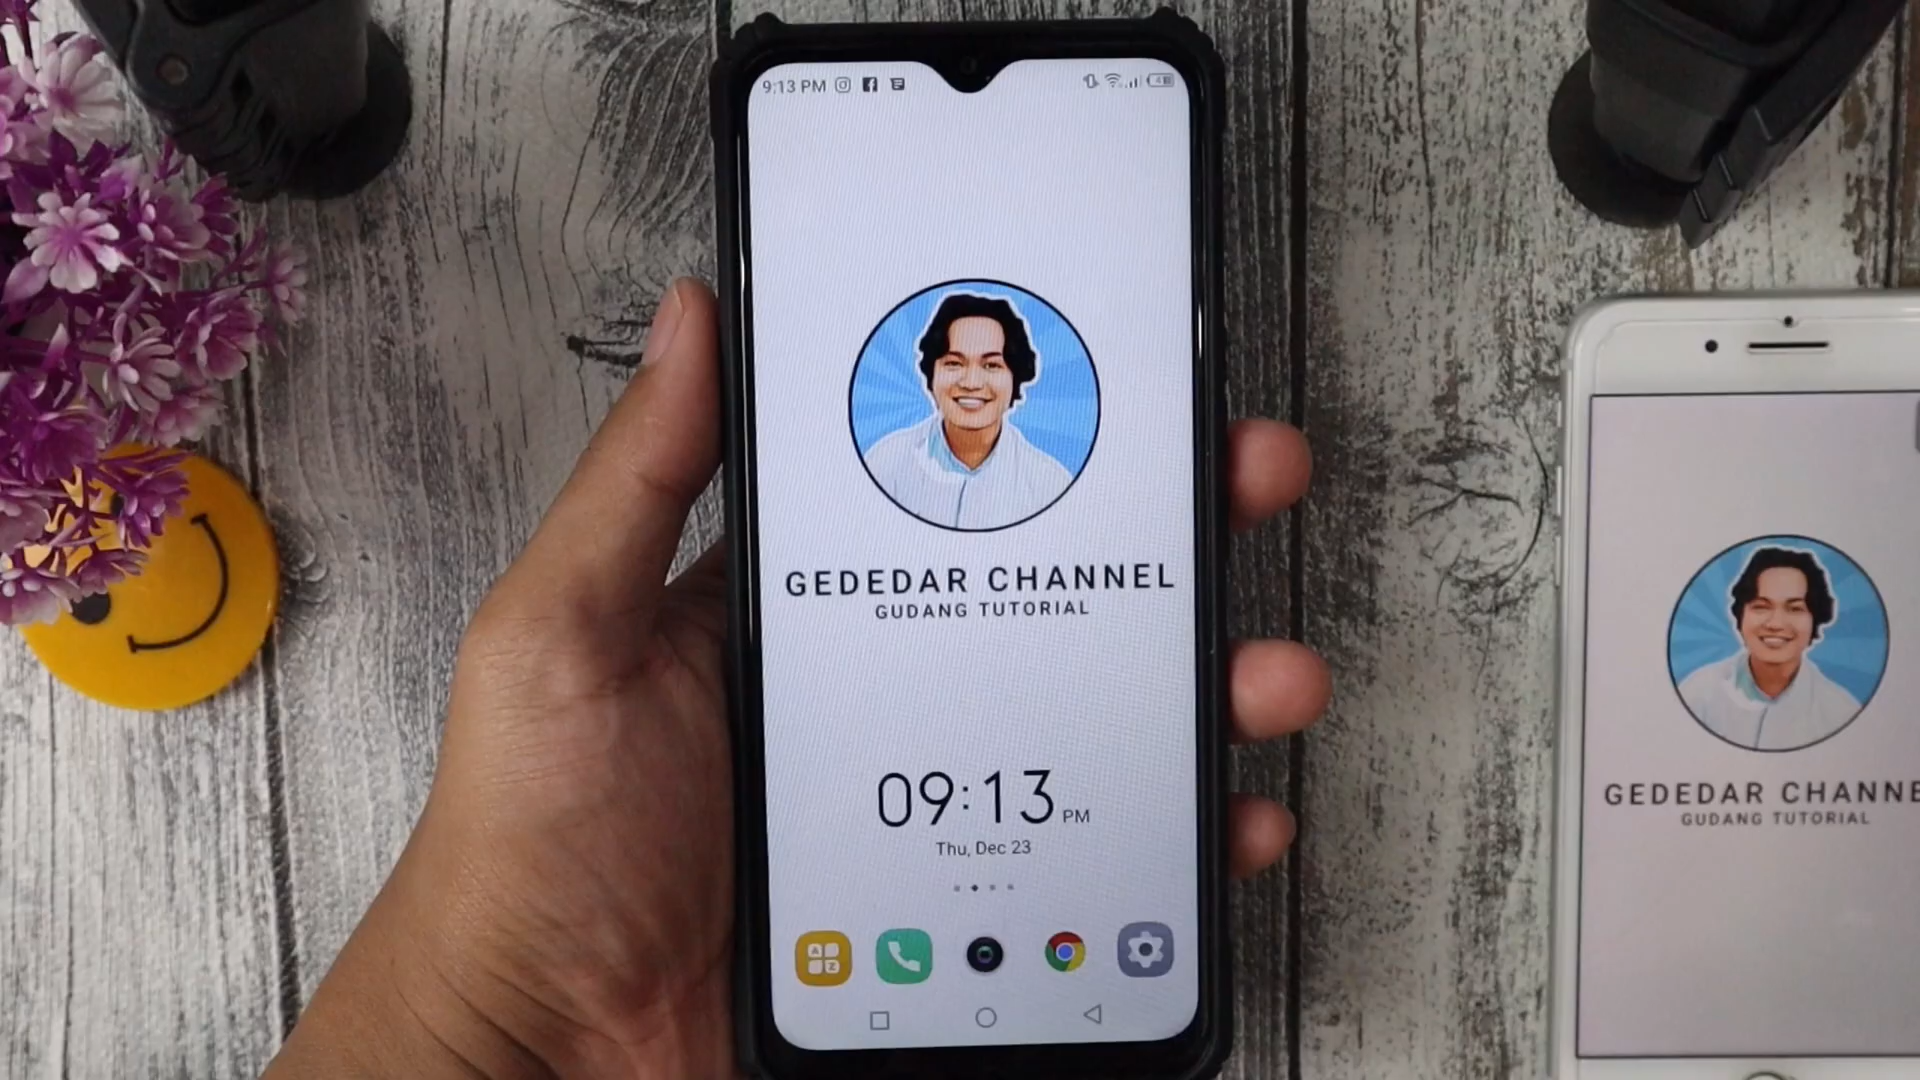 9:13 PM
GEDEDAR CHANNEL
GUDANG TUTORIAL
09:13 PM
Thu, Dec 23
A
Z
GEDEDAR CHANNE
GUDANG TUTORIAL